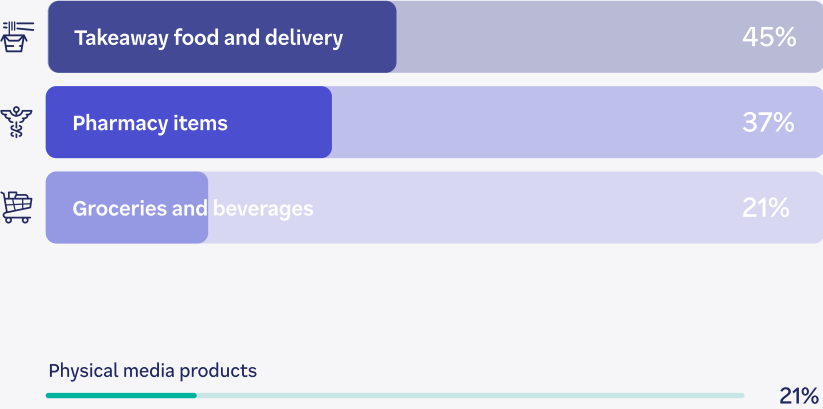 Takeaway food and delivery 45%
Pharmacy items 37%
Groceries and beverages 21%
Physical media products
21%